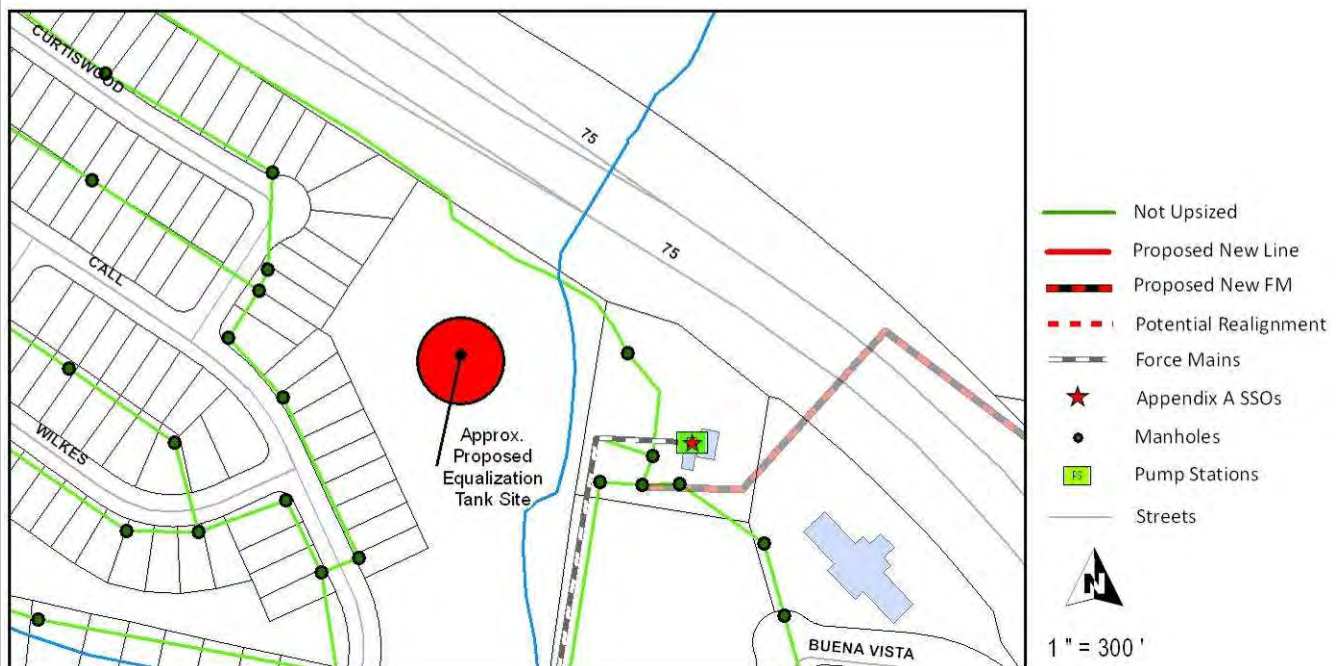 CURTISWOOD
75
75
CALL
WILKES
Approx.
Proposed
Equalization
Tank Site
BUENA VISTA
Not Upsized
Proposed New Line
Proposed New FM
Potential Realignment
Force Mains
Appendix A SSOs
Manholes
PS
Pump Stations
Streets
N
1 " = 300 '